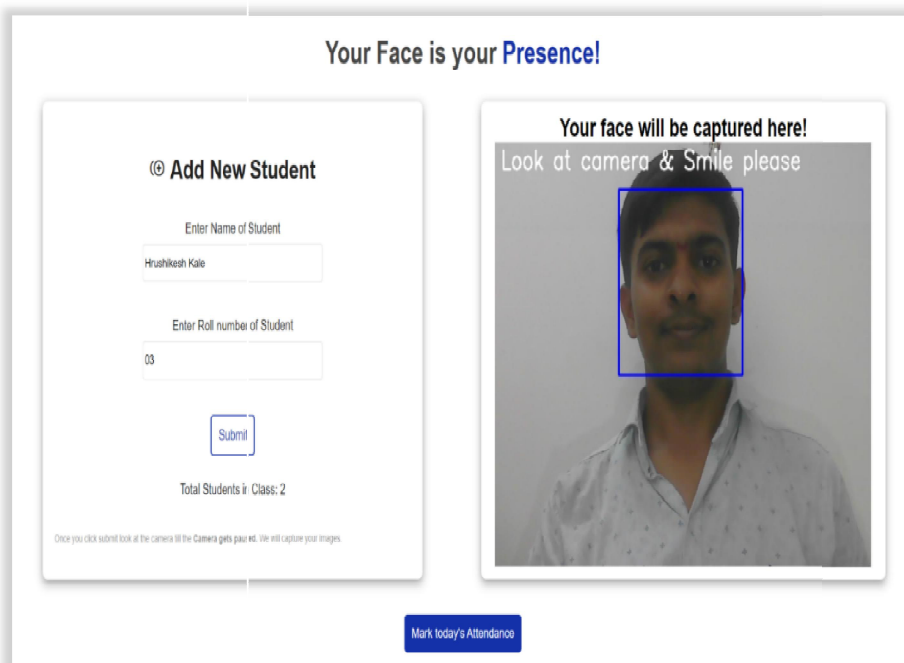 Your Face is your Presence!
Add New Student
Enter Name of Student
Hrushikesh Kale
Enter Roll number of Student
03
Submit
Total Students in Class: 2
Once you click submit look at the camera till the Camera gets paused. We will capture your images.
Your face will be captured here!
Look at camera & Smile please
Mark today's Attendance